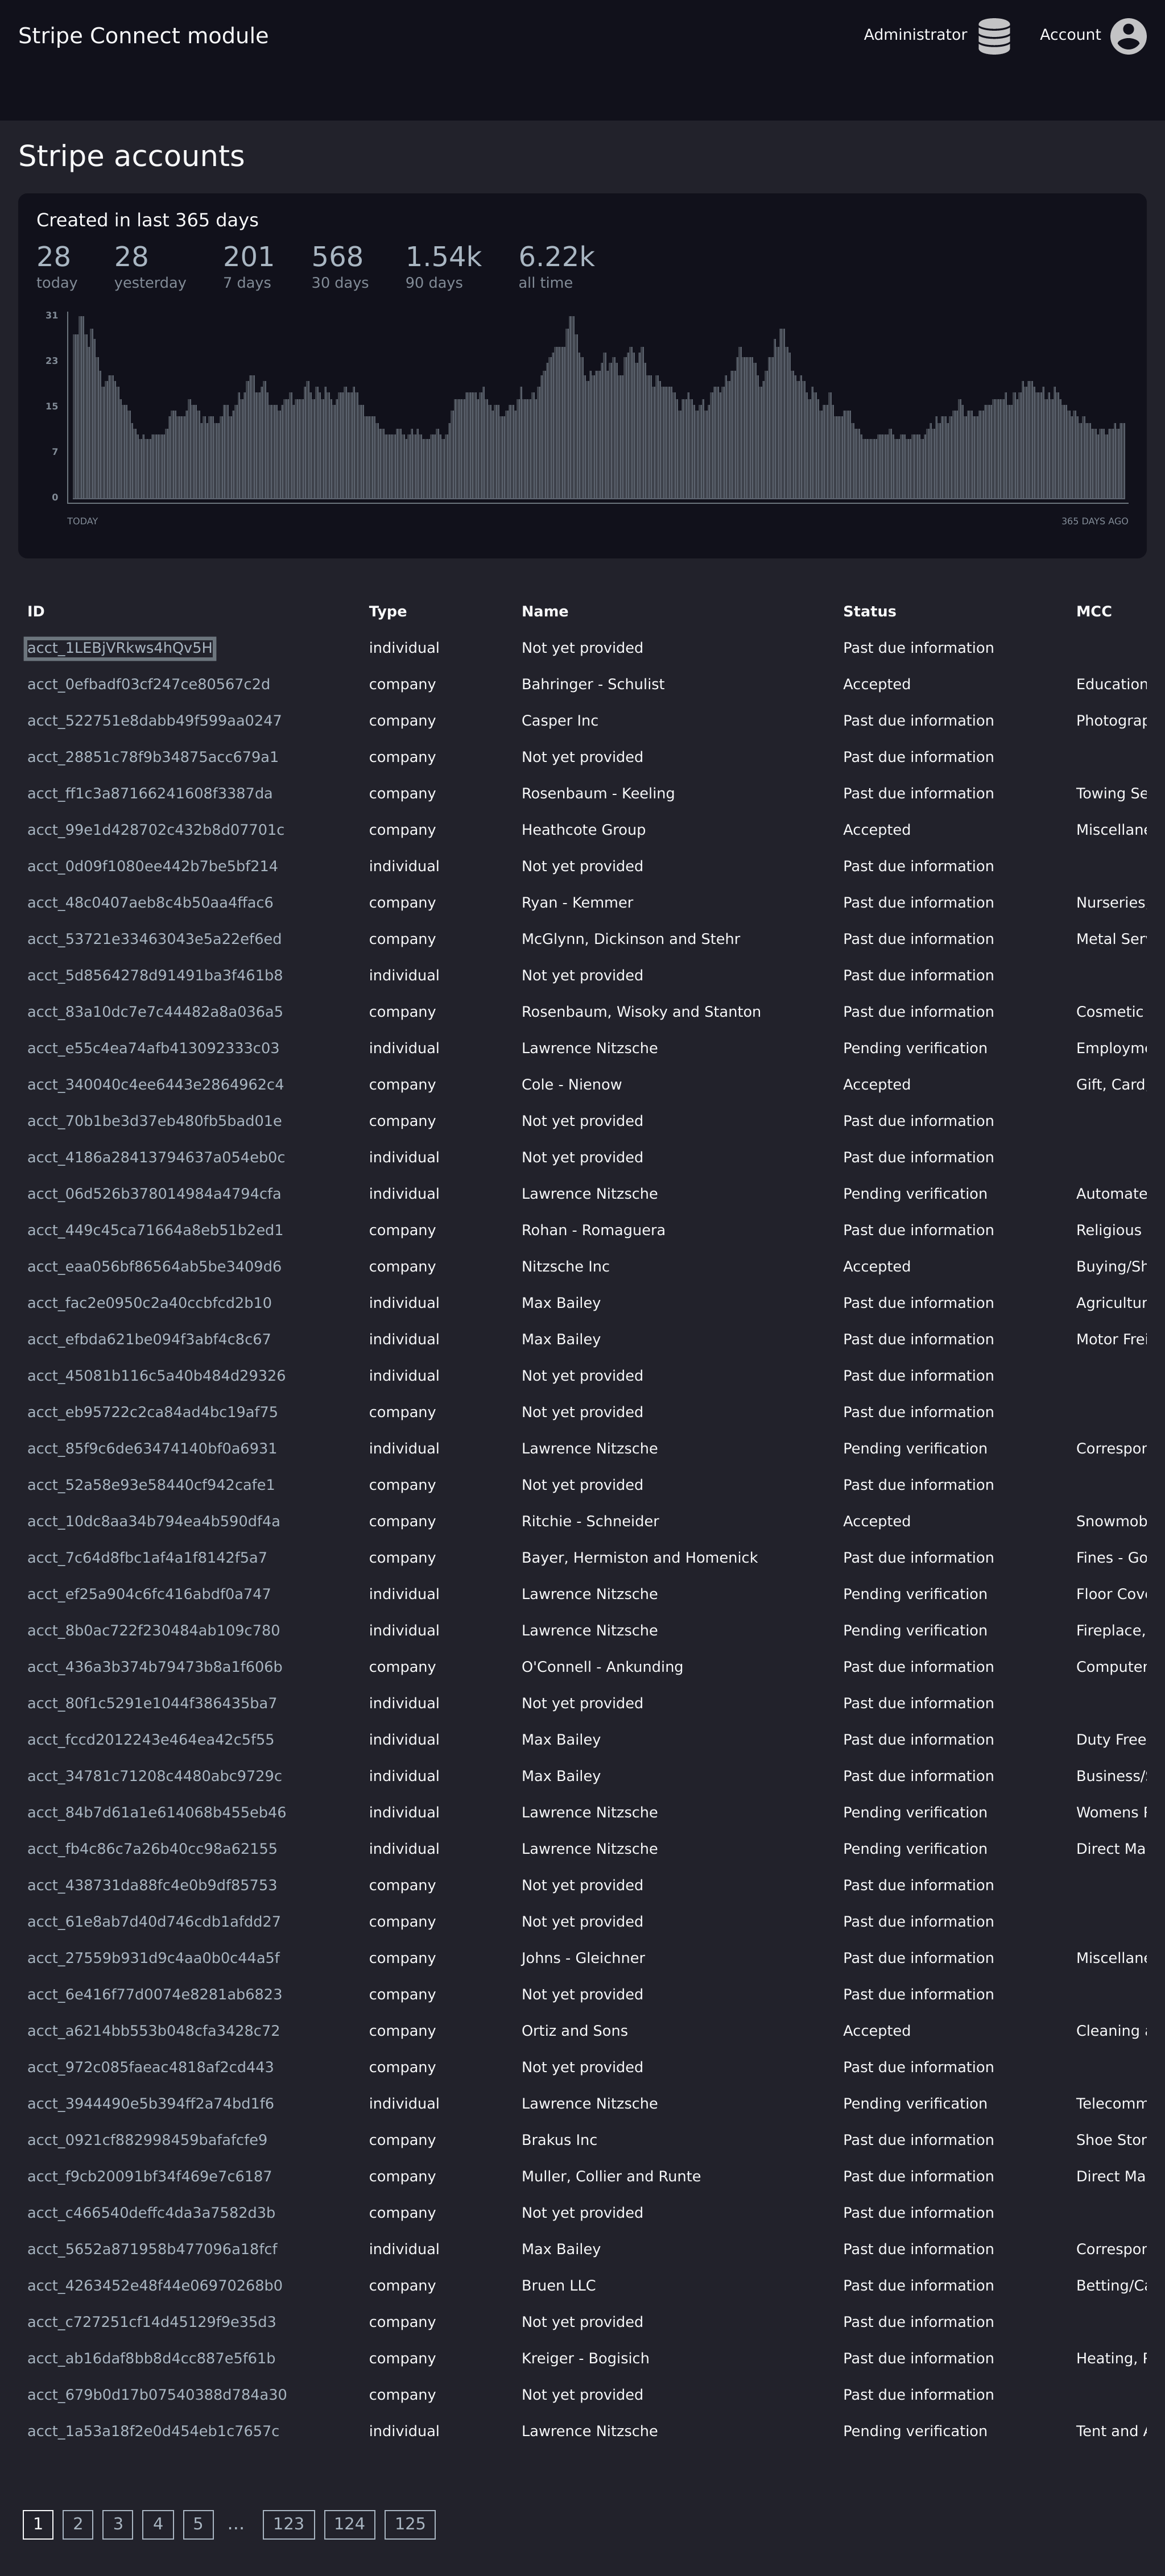 Stripe Connect module Administrator Account
Stripe accounts
Created in last 365 days
28 28 201 568 1.54k 6.22k
today yesterday 7 days 30 days 90 days all time
31
23
15
7
0
TODAY 365 DAYS AGO
ID Type Name Status MCC
acct_1LEBjVRkws4hQv5H individual Not yet provided Past due information
acct_0efbadf03cf247ce80567c2d company Bahringer - Schulist Accepted Education
acct_522751e8dabb49f599aa0247 company Casper Inc Past due information Photograp
acct_28851c78f9b34875acc679a1 company Not yet provided Past due information
acct_ff1c3a87166241608f3387da company Rosenbaum - Keeling Past due information Towing Se
acct_99e1d428702c432b8d07701c company Heathcote Group Accepted Miscellane
acct_0d09f1080ee442b7be5bf214 individual Not yet provided Past due information
acct_48c0407aeb8c4b50aa4ffac6 company Ryan - Kemmer Past due information Nurseries
acct_53721e33463043e5a22ef6ed company McGlynn, Dickinson and Stehr Past due information Metal Ser
acct_5d8564278d91491ba3f461b8 individual Not yet provided Past due information
acct_83a10dc7e7c44482a8a036a5 company Rosenbaum, Wisoky and Stanton Past due information Cosmetic
acct_e55c4ea74afb413092333c03 individual Lawrence Nitzsche Pending verification Employme
acct_340040c4ee6443e2864962c4 company Cole - Nienow Accepted Gift, Card
acct_70b1be3d37eb480fb5bad01e company Not yet provided Past due information
acct_4186a28413794637a054eb0c individual Not yet provided Past due information
acct_06d526b378014984a4794cfa individual Lawrence Nitzsche Pending verification Automate
acct_449c45ca71664a8eb51b2ed1 company Rohan - Romaguera Past due information Religious
acct_eaa056bf86564ab5be3409d6 company Nitzsche Inc Accepted Buying/Sh
acct_fac2e0950c2a40ccbfcd2b10 individual Max Bailey Past due information Agricultur
acct_efbda621be094f3abf4c8c67 individual Max Bailey Past due information Motor Frei
acct_45081b116c5a40b484d29326 individual Not yet provided Past due information
acct_eb95722c2ca84ad4bc19af75 company Not yet provided Past due information
acct_85f9c6de63474140bf0a6931 individual Lawrence Nitzsche Pending verification Correspor
acct_52a58e93e58440cf942cafe1 company Not yet provided Past due information
acct_10dc8aa34b794ea4b590df4a company Ritchie - Schneider Accepted Snowmob
acct_7c64d8fbc1af4a1f8142f5a7 company Bayer, Hermiston and Homenick Past due information Fines - Go
acct_ef25a904c6fc416abdf0a747 individual Lawrence Nitzsche Pending verification Floor Cove
acct_8b0ac722f230484ab109c780 individual Lawrence Nitzsche Pending verification Fireplace,
acct_436a3b374b79473b8a1f606b company O'Connell - Ankunding Past due information Computer
acct_80f1c5291e1044f386435ba7 individual Not yet provided Past due information
acct_fccd2012243e464ea42c5f55 individual Max Bailey Past due information Duty Free
acct_34781c71208c4480abc9729c individual Max Bailey Past due information Business/
acct_84b7d61a1e614068b455eb46 individual Lawrence Nitzsche Pending verification Womens
acct_fb4c86c7a26b40cc98a62155 individual Lawrence Nitzsche Pending verification Direct Ma
acct_438731da88fc4e0b9df85753 company Not yet provided Past due information
acct_61e8ab7d40d746cdb1afdd27 company Not yet provided Past due information
acct_27559b931d9c4aa0b0c44a5f company Johns - Gleichner Past due information Miscellane
acct_6e416f77d0074e8281ab6823 company Not yet provided Past due information
acct_a6214bb553b048cfa3428c72 company Ortiz and Sons Accepted Cleaning
acct_972c085faeac4818af2cd443 company Not yet provided Past due information
acct_3944490e5b394ff2a74bd1f6 individual Lawrence Nitzsche Pending verification Telecomm
acct_0921cf882998459bafafcfe9 company Brakus Inc Past due information Shoe Stor
acct_f9cb20091bf34f469e7c6187 company Muller, Collier and Runte Past due information Direct Ma
acct_c466540deffc4da3a7582d3b company Not yet provided Past due information
acct_5652a871958b477096a18fcf individual Max Bailey Past due information Correspor
acct_4263452e48f44e06970268b0 company Bruen LLC Past due information Betting/Ca
acct_c727251cf14d45129f9e35d3 company Not yet provided Past due information
acct_ab16daf8bb8d4cc887e5f61b company Kreiger - Bogisich Past due information Heating,
acct_679b0d17b07540388d784a30 company Not yet provided Past due information
acct_1a53a18f2e0d454eb1c7657c individual Lawrence Nitzsche Pending verification Tent and
1 2 3 4 5 ... 123 124 125